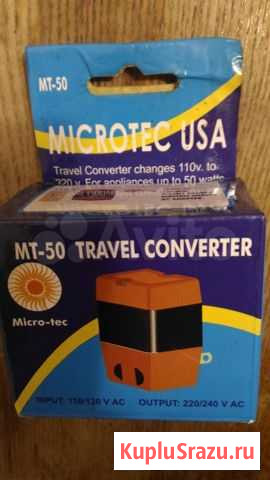 MT-50
MICROTEC USA
Travel Converter changes 110v. to
220 v. For appliances up to 50 watts
MT-50 TRAVEL CONVERTER
Micro-tec
INPUT: 110/120 V AC OUTPUT: 220/240 V AC
Avito
KupluSrazu.ru